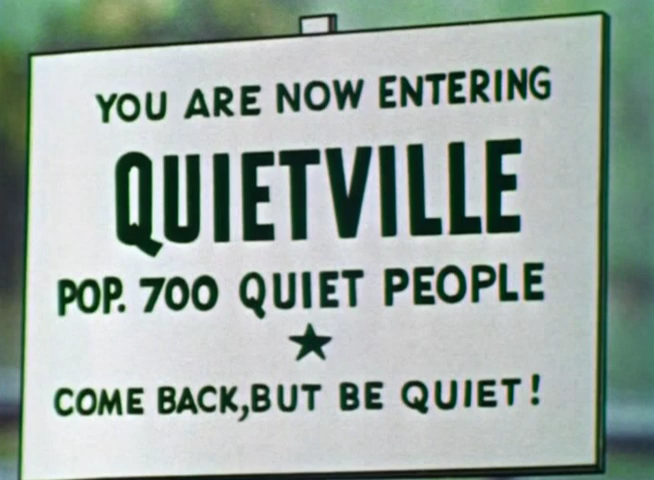 YOU ARE NOW ENTERING
QUIETVILLE
POP. 700 QUIET PEOPLE
COME BACK, BUT BE QUIET!